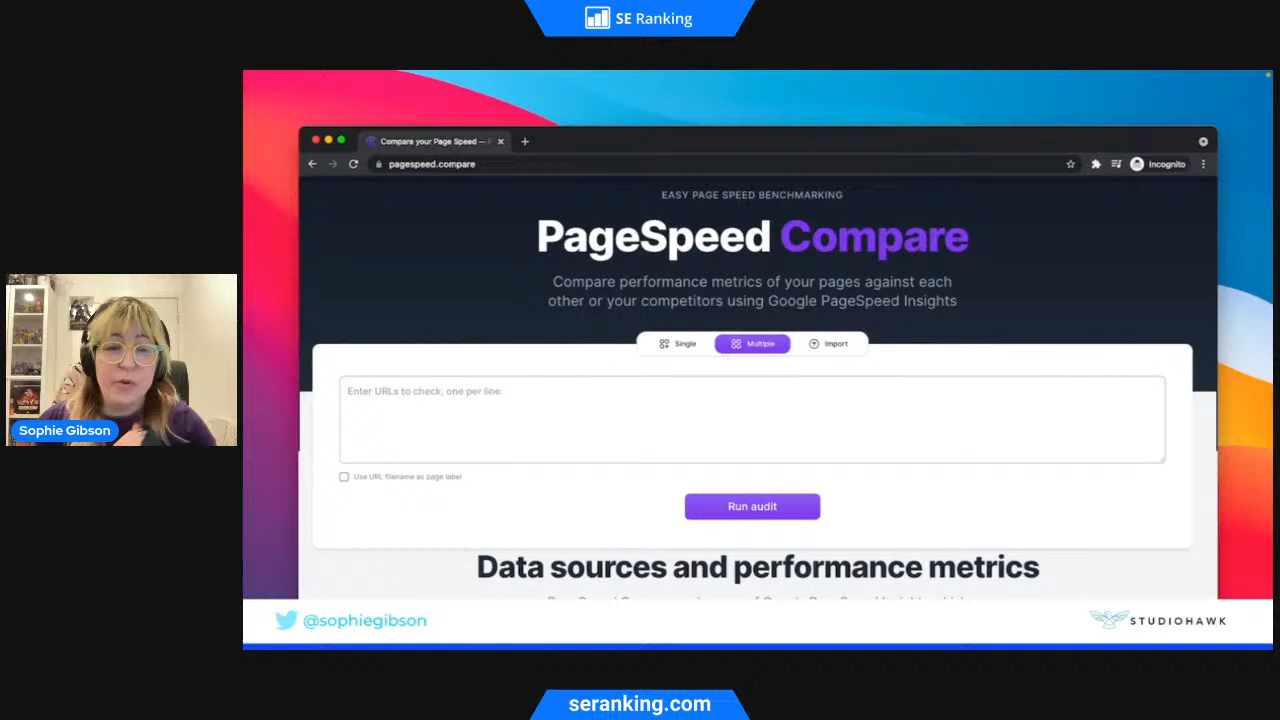 SE Ranking
Compare your Page Speed —
pagespeed.compare
Incognito
EASY PAGE SPEED BENCHMARKING
PageSpeed Compare
Compare performance metrics of your pages against each
other or your competitors using Google PageSpeed Insights
Single
Multiple
Import
Enter URLs to check, one per line.
Use URL filename as page label
Run audit
Data sources and performance metrics
Sophie Gibson
@sophiegibson
STUDIOHAWK
seranking.com